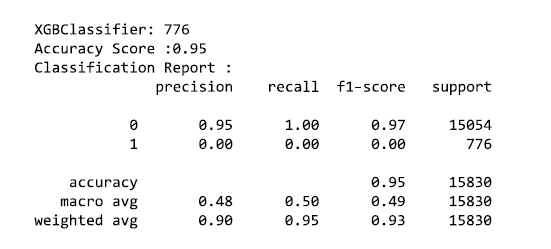 XGBClassifier: 776
Accuracy Score :0.95
Classification Report :
precision recall f1-score support
0 0.95 1.00 0.97 15054
1 0.00 0.00 0.00 776
accuracy 0.95 15830
macro avg 0.48 0.50 0.49 15830
weighted avg 0.90 0.95 0.93 15830